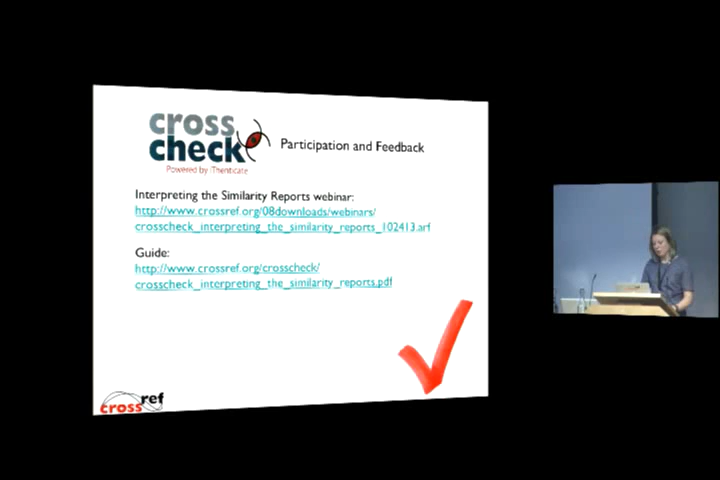 cross
check
Powered by iThenticate
Participation and Feedback
Interpreting the Similarity Reports webinar:
http://www.crossref.org/08downloads/webinars/
crosscheck_interpreting_the_similarity_reports_102413.arf
Guide:
http://www.crossref.org/crosscheck/
crosscheck_interpreting_the_similarity_reports.pdf
crossref